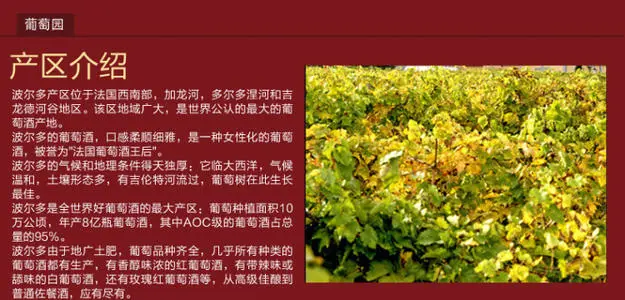 葡萄园
产区介绍
波尔多产区位于法国西南部，加龙河，多尔多涅河和吉
龙德河谷地区。该区地域广大，是世界公认的最大的葡
萄酒产地。
波尔多的葡萄酒，口感柔顺细雅，是一种女性化的葡萄
酒，被誉为"法国葡萄酒王后"。
波尔多的气候和地理条件得天独厚；它临大西洋，气候
温和，土壤形态多，有吉伦特河流过，葡萄树在此生长
最佳。
波尔多是全世界好葡萄酒的最大产区；葡萄种植面积10
万公顷，年产8亿瓶葡萄酒，其中AOC级的葡萄酒占总
量的95%。
波尔多由于地广土肥，葡萄品种齐全，几乎所有种类的
葡萄酒都有生产，有香醇味浓的红葡萄酒，有带辣味或
甜味的白葡萄酒，还有玫瑰红葡萄酒等，从高级佳酿到
普通佐餐酒，应有尽有。